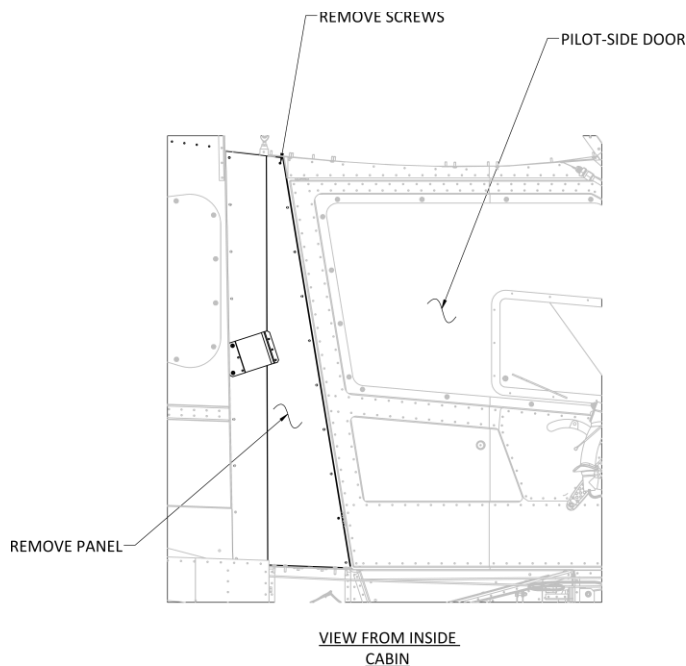 REMOVE SCREWS
PILOT-SIDE DOOR
REMOVE PANEL
VIEW FROM INSIDE
CABIN